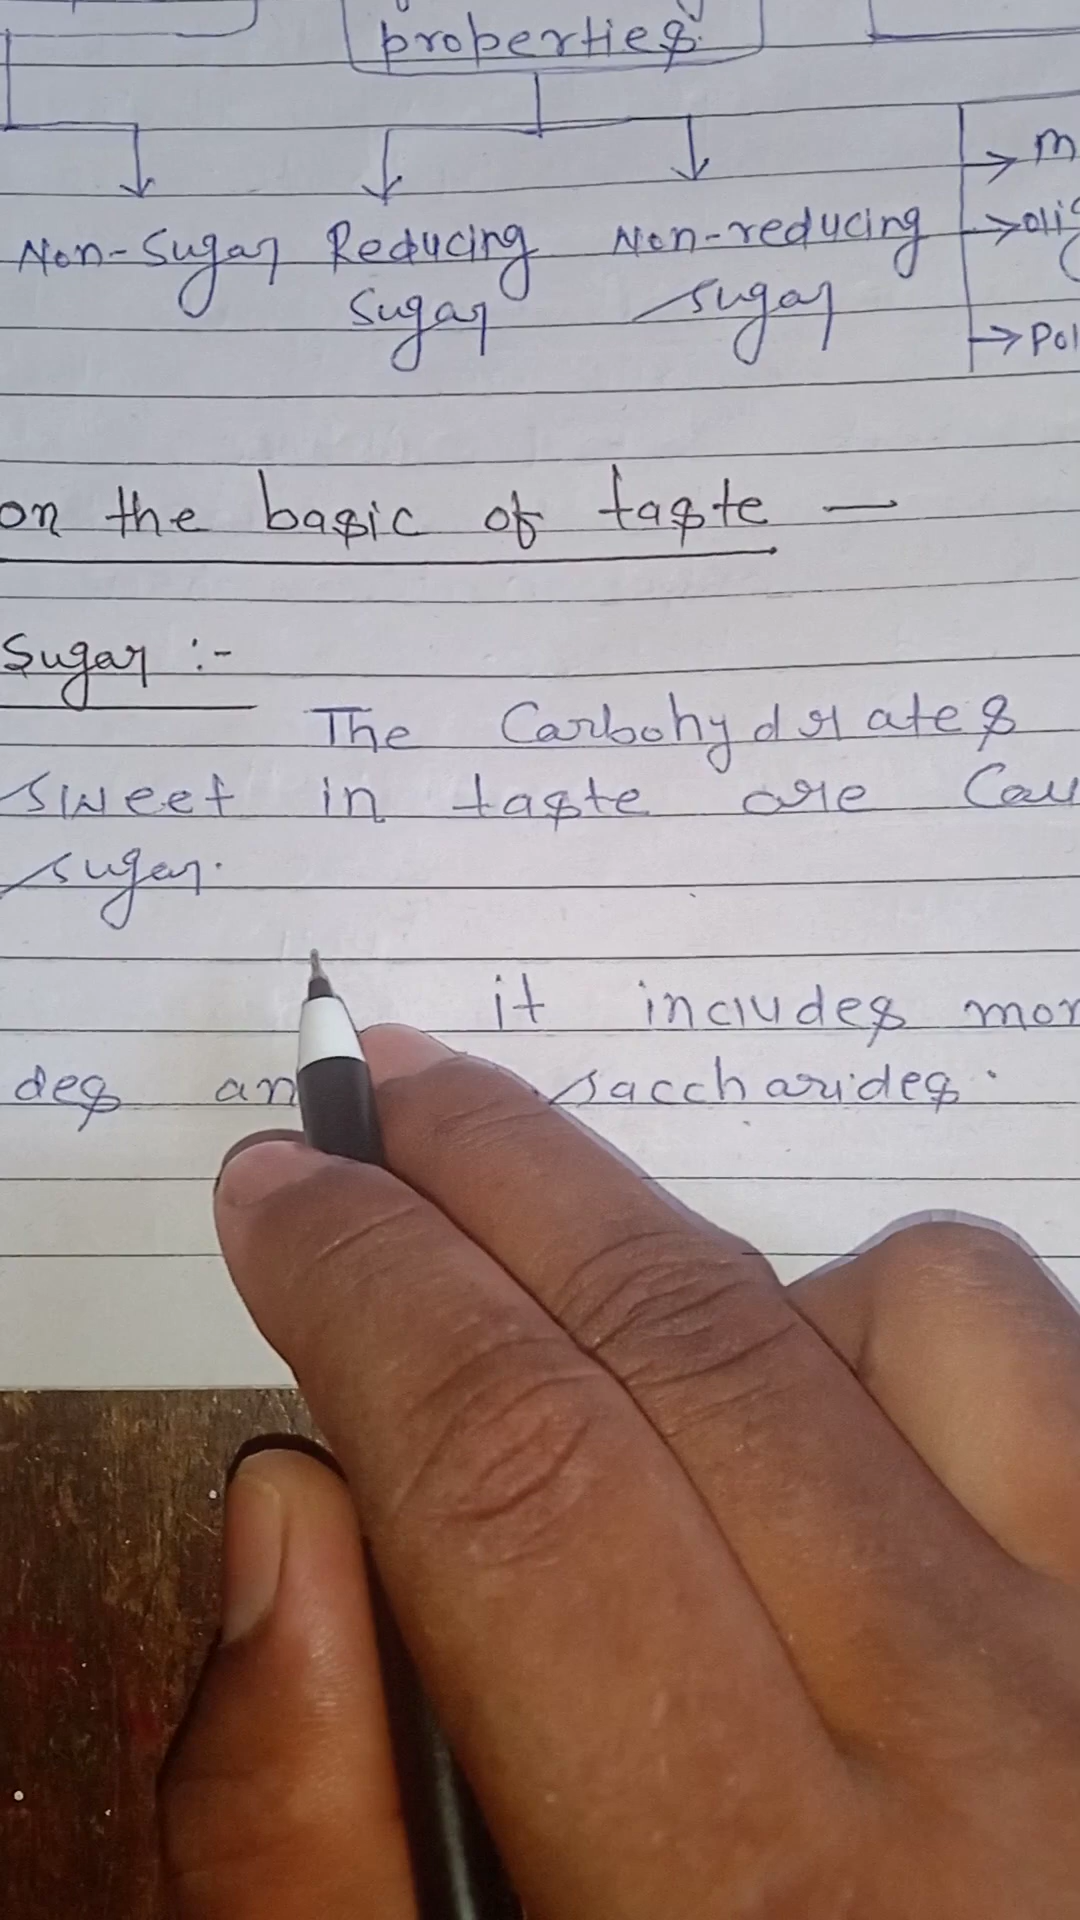 properties
Non-Sugar Reducing Sugar Non-reducing Sugar
on the basic of taste —
Sugar :-
The Carbohydrates
sweet in taste are
sugar.
it includes
des saccharides.